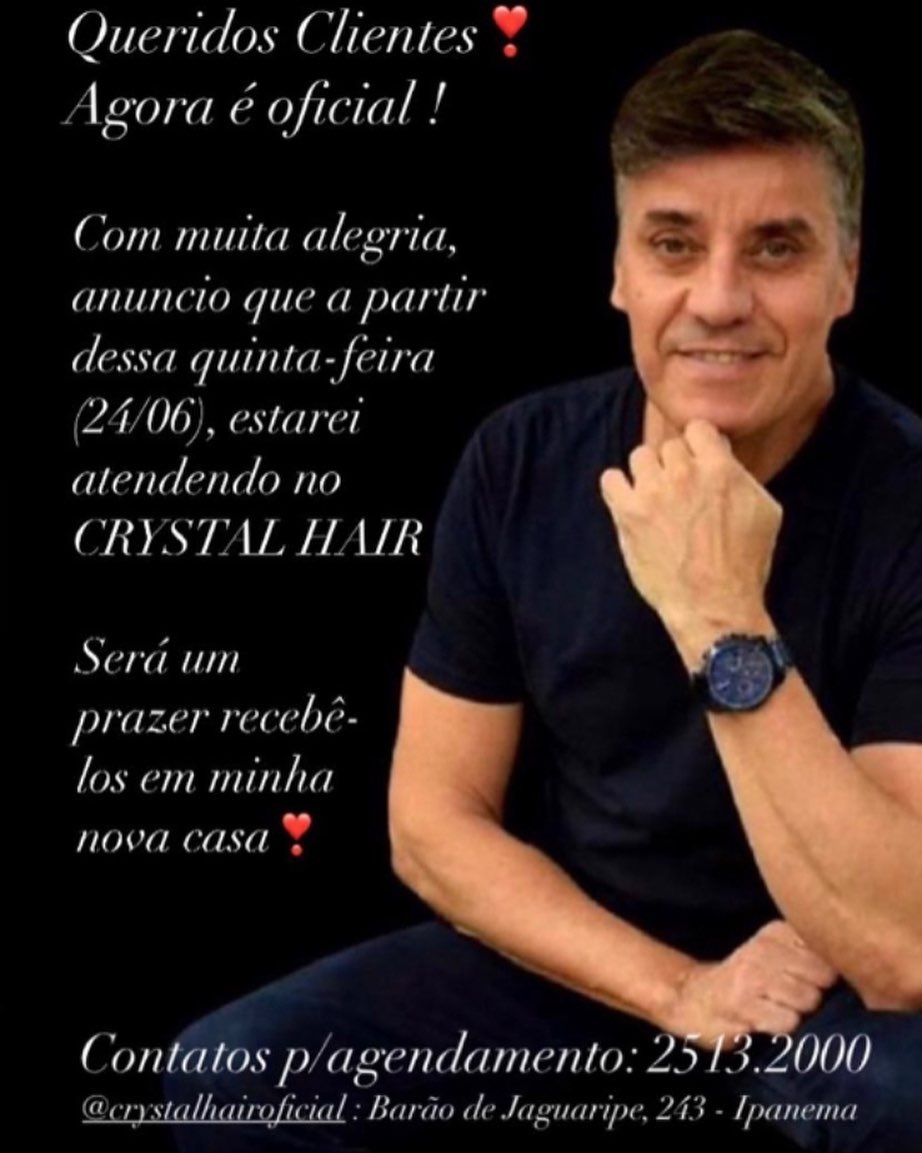 Queridos Clientes❣️
Agora é oficial !
Com muita alegria,
anuncio que a partir
dessa quinta-feira
(24/06), estarei
atendendo no
CRYSTAL HAIR
Será um
prazer recebê-
los em minha
nova casa❣️
Contatos p/agendamento: 2513.2000
@crystalhairoficial : Barão de Jaguaripe, 243 - Ipanema